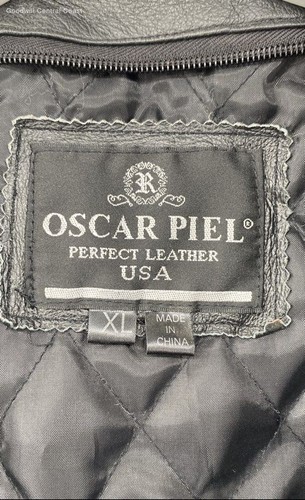 Goodwill Central Coast
R
OSCAR PIEL®
PERFECT LEATHER
USA
XL
MADE
IN
CHINA